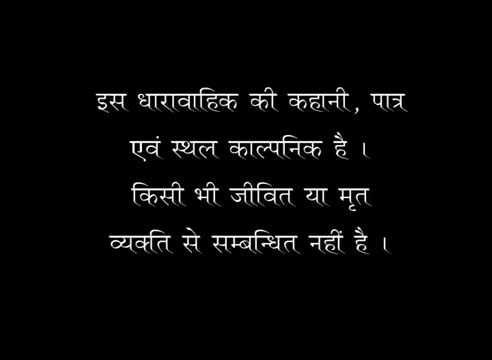 इस धारावाहिक की कहानी, पात्र
एवं स्थल काल्पनिक है ।
किसी भी जीवित या मृत
व्यक्ति से सम्बन्धित नहीं है ।